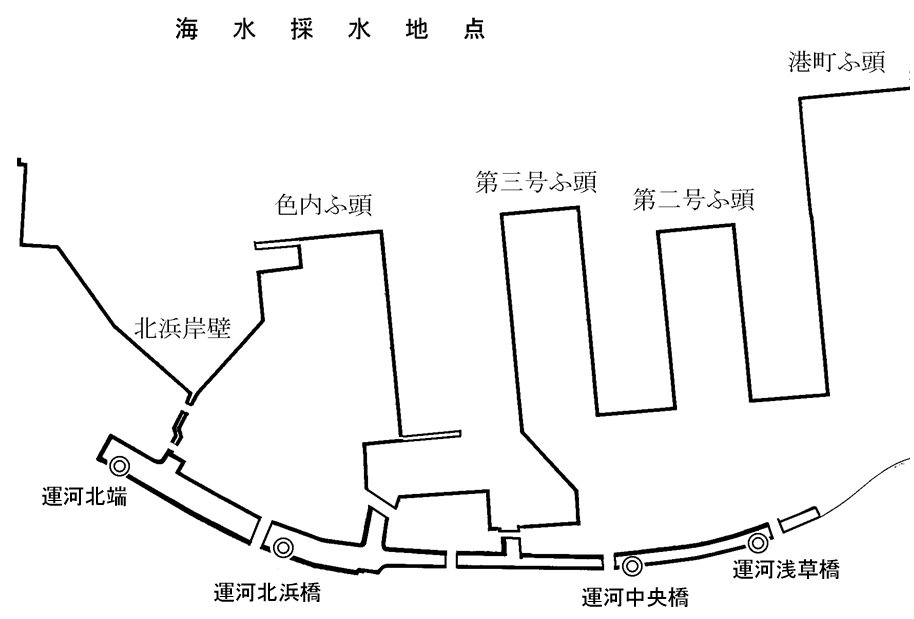 海水採水地点
港町ふ頭
第三号ふ頭
第二号ふ頭
色内ふ頭
北浜岸壁
運河北端
運河北浜橋
運河中央橋
運河浅草橋